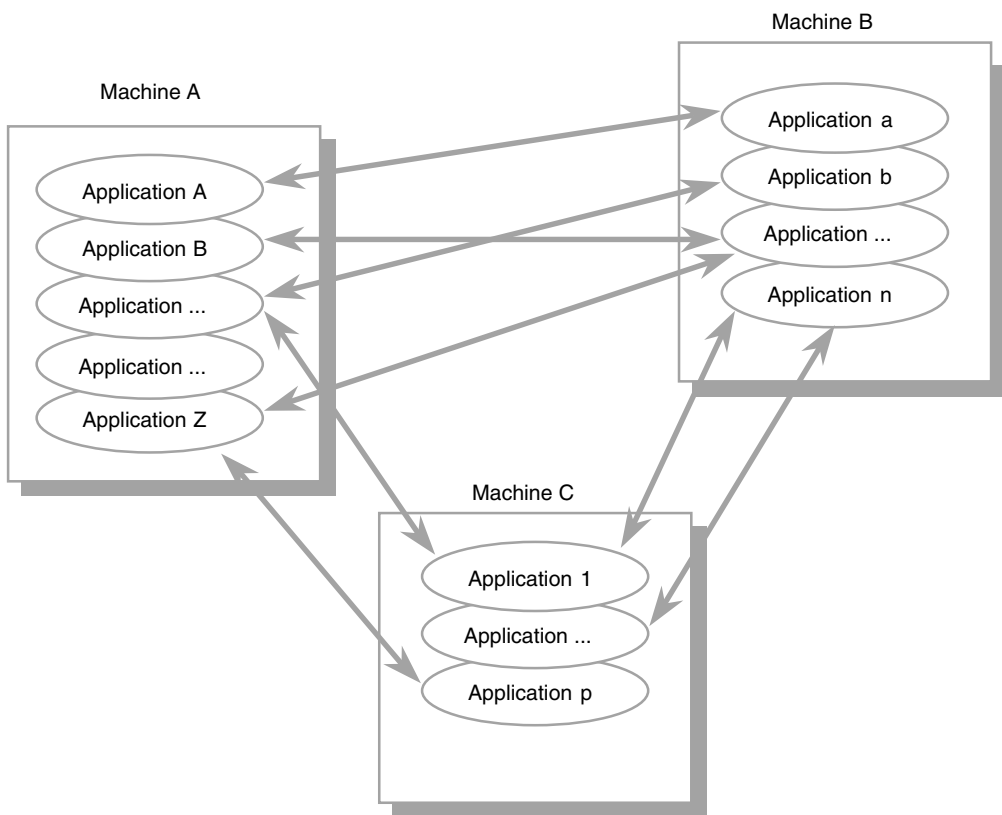 Machine A
Application A
Application B
Application ...
Application ...
Application Z
Machine B
Application a
Application b
Application ...
Application n
Machine C
Application 1
Application ...
Application p